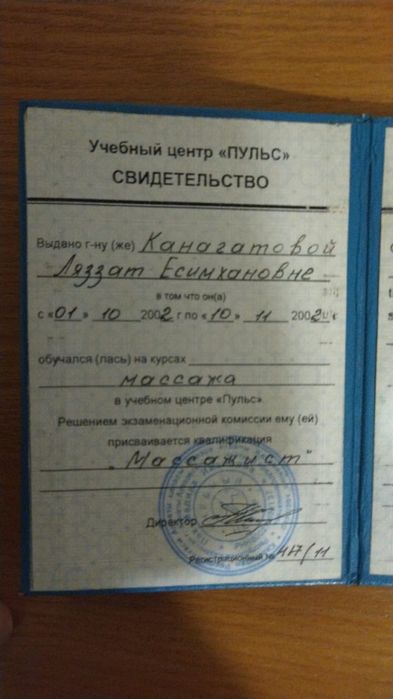 Учебный центр «ПУЛЬС»
СВИДЕТЕЛЬСТВО
Выдано г-ну (же) Канагатовой
Ляззат Есимхановне
в том что он(а)
с «01» 10 2002 г по «10» 11 2002 г
обучался (лась) на курсах
массажа
в учебном центре «Пульс».
Решением экзаменационной комиссии ему (ей)
присваивается квалификация
"Массажист"
Директор
Регистрационный № 417/11